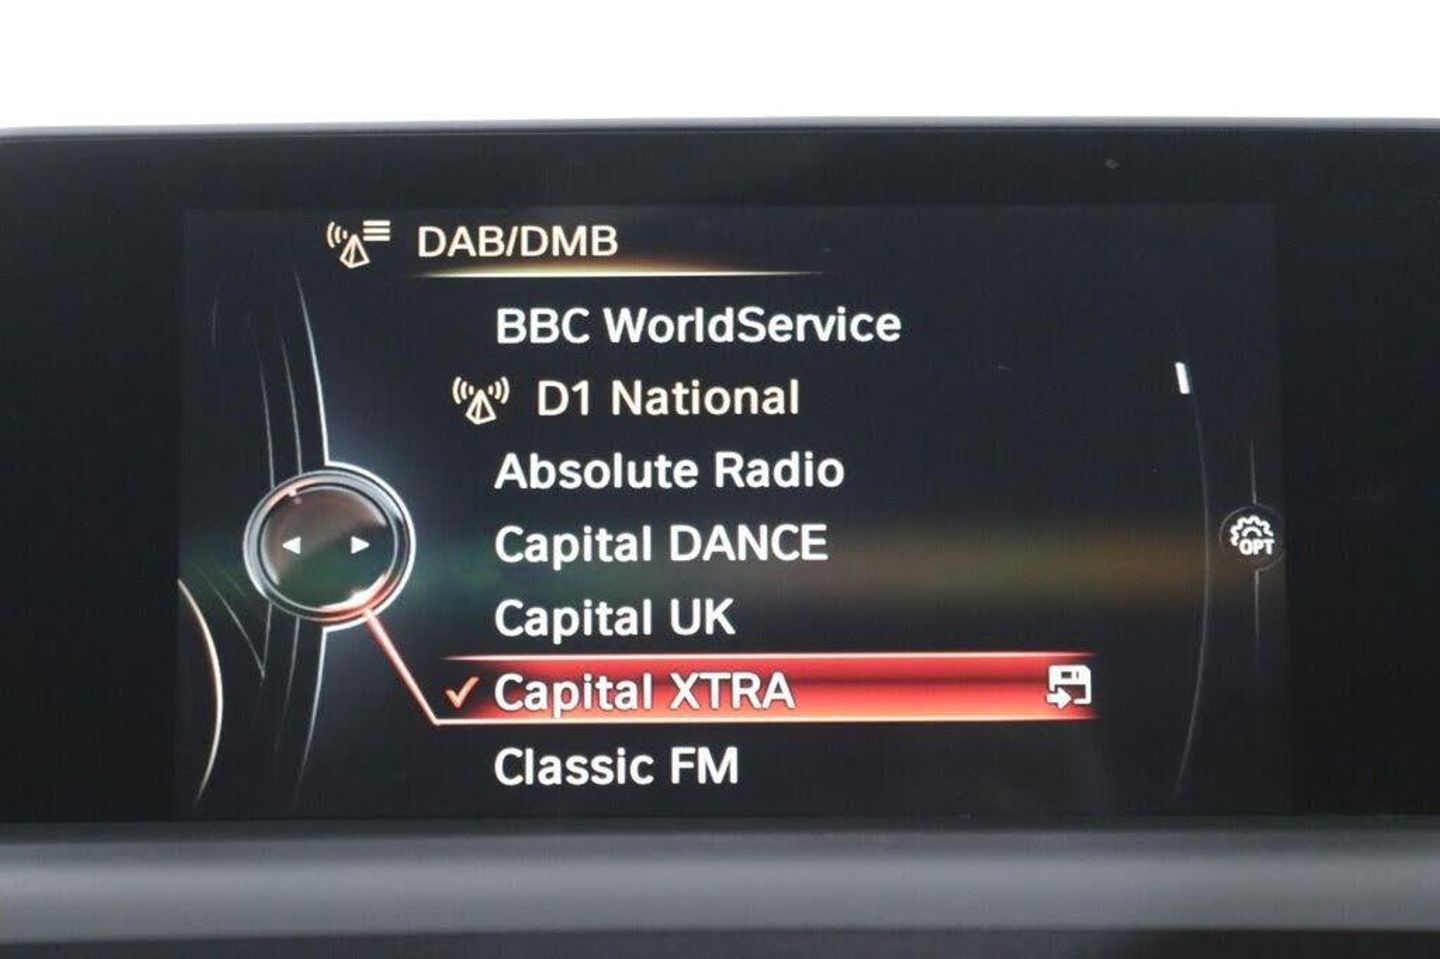 DAB/DMB
BBC WorldService
D1 National
Absolute Radio
Capital DANCE
Capital UK
Capital XTRA
Classic FM
OPT